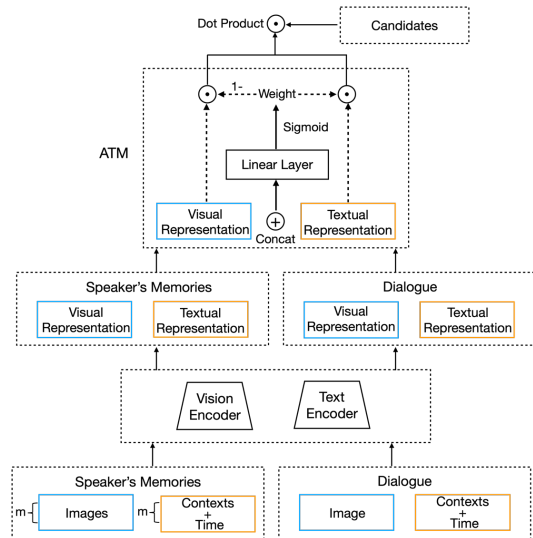 Dot Product
Candidates
1-
Weight
Sigmoid
ATM
Linear Layer
Visual
Representation
Textual
Representation
Concat
Speaker's Memories
Dialogue
Visual
Representation
Textual
Representation
Visual
Representation
Textual
Representation
Vision
Encoder
Text
Encoder
Speaker's Memories
Dialogue
m
Images
m
Contexts
+
Time
Image
Contexts
+
Time